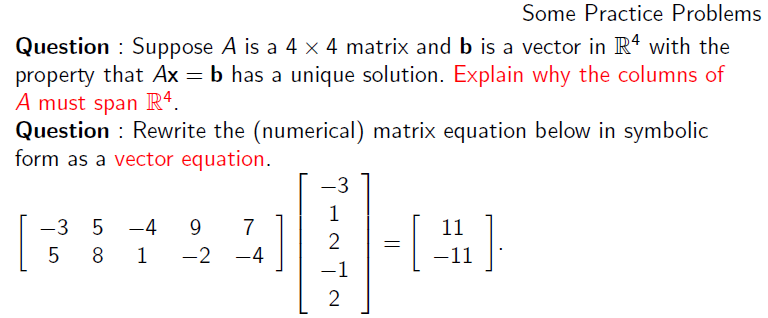 Some Practice Problems
Question : Suppose A is a 4 × 4 matrix and b is a vector in ℝ⁴ with the
property that Ax = b has a unique solution. Explain why the columns of
A must span ℝ⁴.
Question : Rewrite the (numerical) matrix equation below in symbolic
form as a vector equation.
[ −3 5 −4 9 7 ] [ −3 ] = [ 11 ]
[ 5 8 1 −2 −4 ] [ 1 ] [ −11 ].
[ 2 ]
[ −1 ]
[ 2 ]